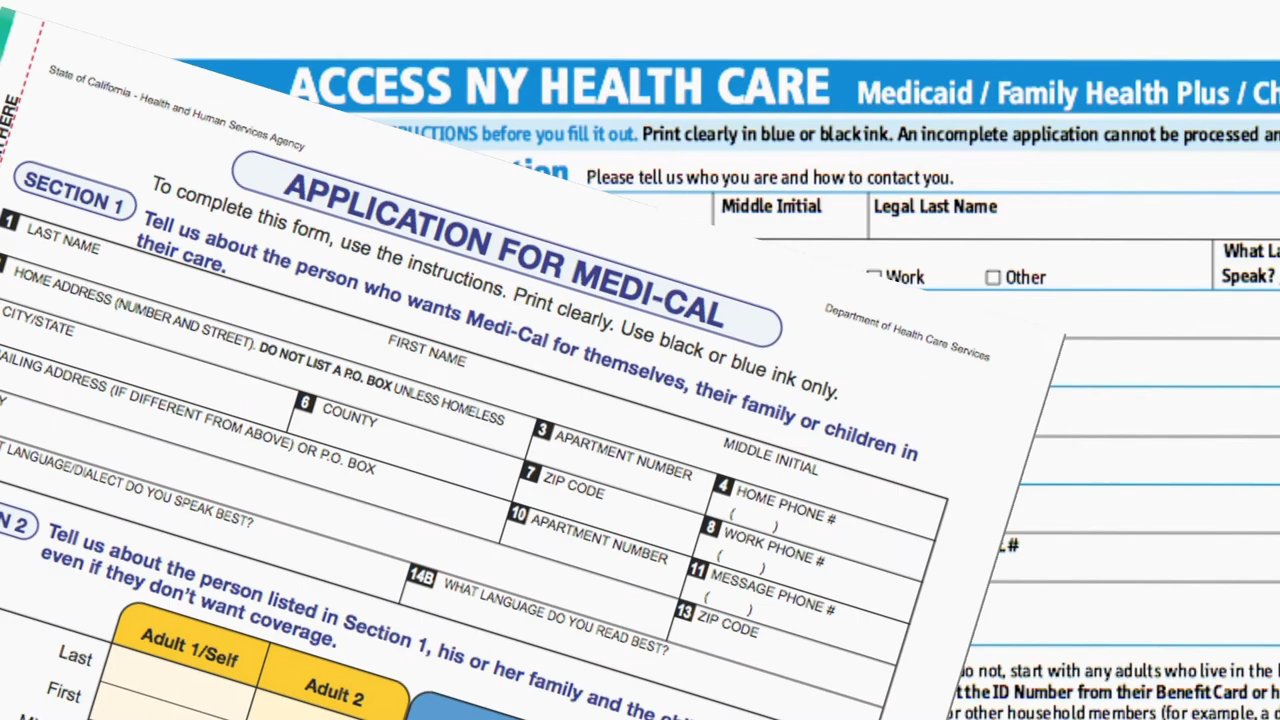 ACCESS NY HEALTH CARE Medicaid / Family Health Plus / Ch
before you fill it out. Print clearly in blue or black ink. An incomplete application cannot be processed an
Please tell us who you are and how to contact you.
Middle Initial
Legal Last Name
Work
Other
What La
Speak?
#
do not, start with any adults who live in the
the ID Number from their Benefit Card or
or other household members (for example, a
HERE
State of California - Health and Human Services Agency
Department of Health Care Services
APPLICATION FOR MEDI-CAL
To complete this form, use the instructions. Print clearly. Use black or blue ink only.
SECTION 1
Tell us about the person who wants Medi-Cal for themselves, their family or children in
their care.
1 LAST NAME
FIRST NAME
MIDDLE INITIAL
HOME ADDRESS (NUMBER AND STREET). DO NOT LIST A P.O. BOX UNLESS HOMELESS
3 APARTMENT NUMBER
4 HOME PHONE #
( )
CITY/STATE
6 COUNTY
7 ZIP CODE
8 WORK PHONE #
( )
AILING ADDRESS (IF DIFFERENT FROM ABOVE) OR P.O. BOX
10 APARTMENT NUMBER
11 MESSAGE PHONE #
( )
13 ZIP CODE
T LANGUAGE/DIALECT DO YOU SPEAK BEST?
14B WHAT LANGUAGE DO YOU READ BEST?
N 2
Tell us about the person listed in Section 1, his or her family and the
even if they don't want coverage.
Adult 1/Self
Adult 2
Last
First